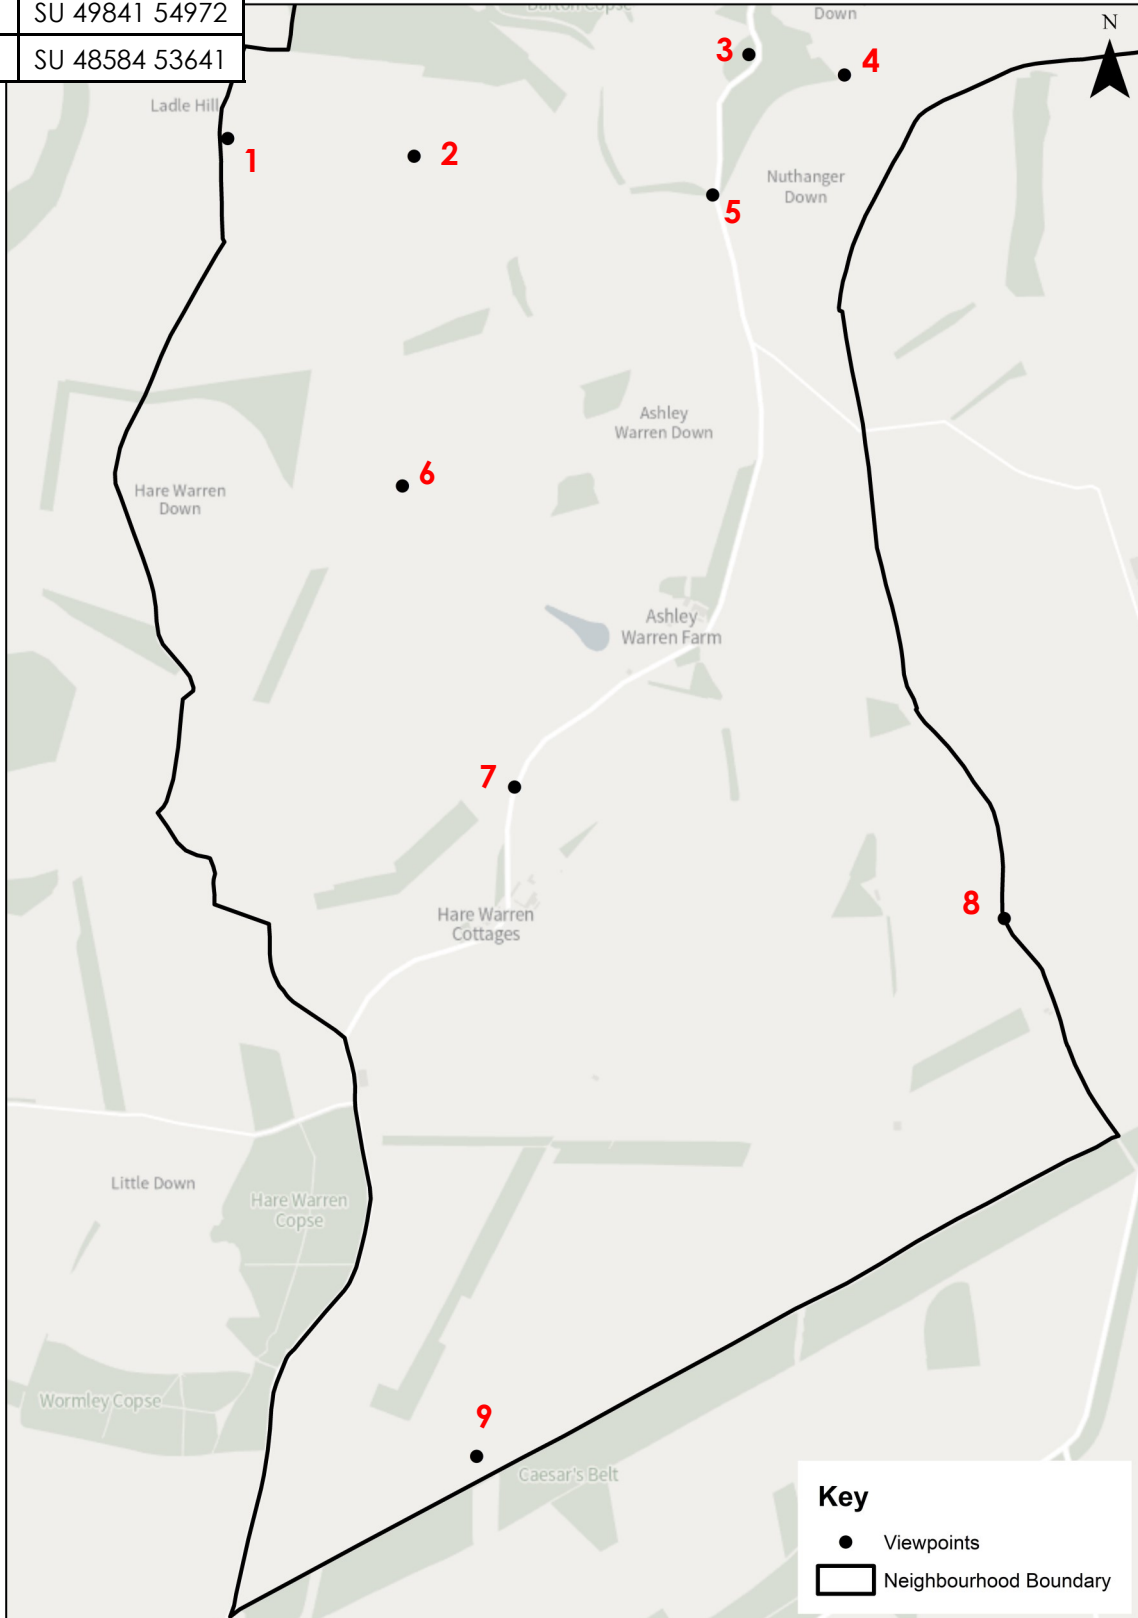 SU 49841 54972
SU 48584 53641
Barton Copse
Down
N
3
4
Ladle Hill
1
2
Nuthanger
Down
5
Ashley
Warren Down
6
Hare Warren
Down
Ashley
Warren Farm
7
8
Hare Warren
Cottages
Little Down
Hare Warren
Copse
Wormley Copse
9
Caesar's Belt
Key
Viewpoints
Neighbourhood Boundary